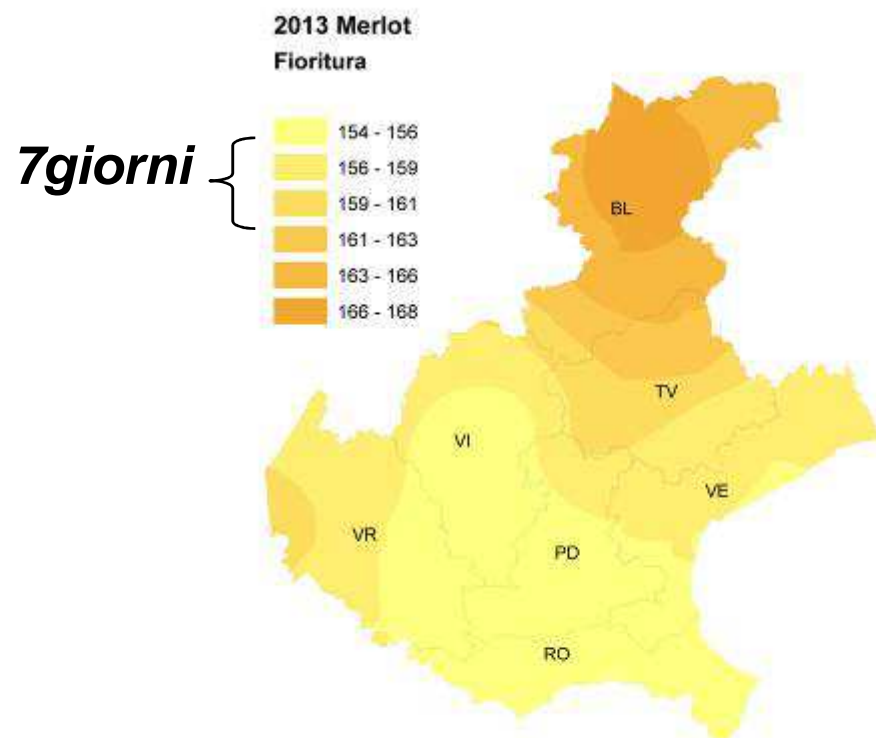 2013 Merlot
Fioritura
7giorni
154 - 156
156 - 159
159 - 161
161 - 163
163 - 166
166 - 168
BL
TV
VI
VE
VR
PD
RO